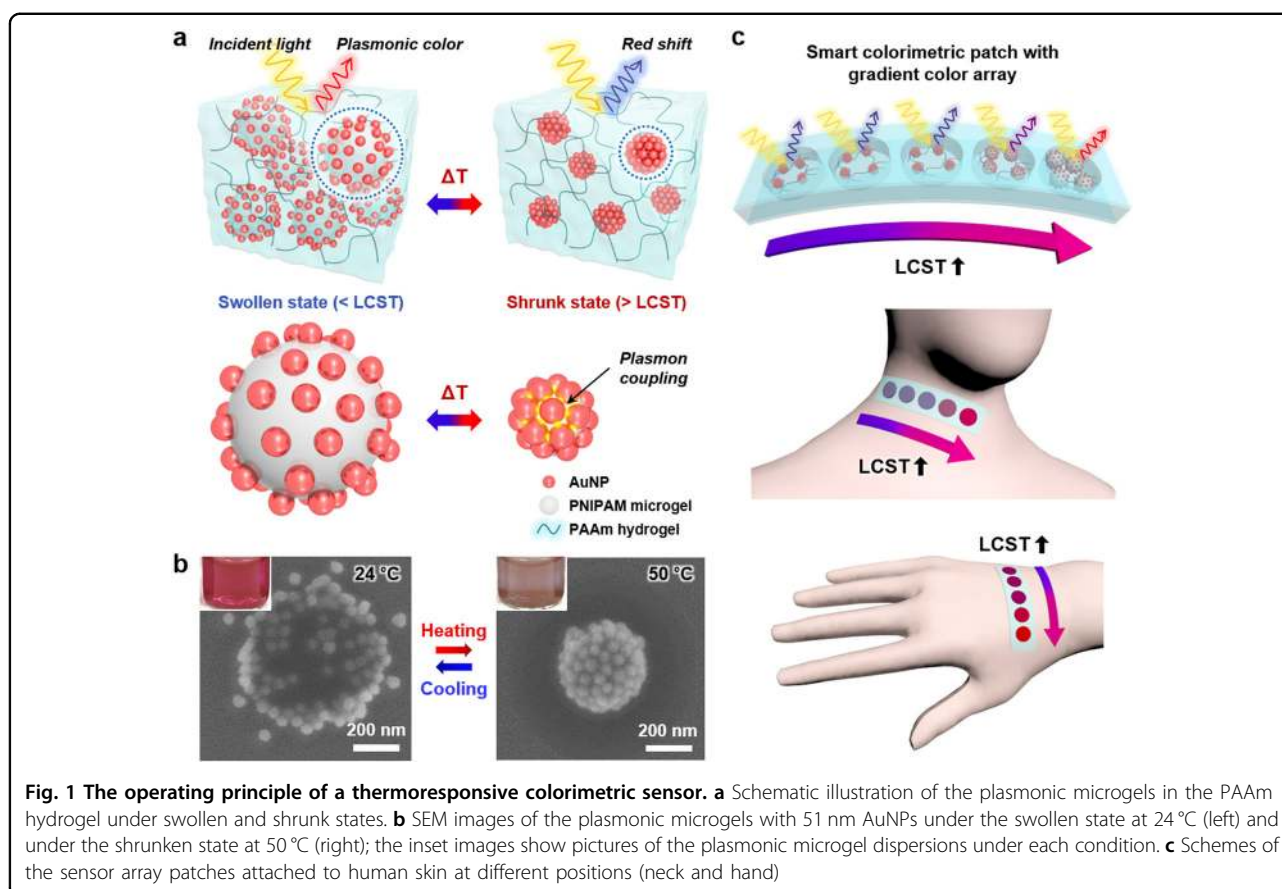 a
Incident light
Plasmonic color
Red shift
ΔT
Swollen state (< LCST)
Shrunk state (> LCST)
ΔT
Plasmon
coupling
AuNP
PNIPAM microgel
PAAm hydrogel
b
24 °C
200 nm
Heating
Cooling
50 °C
200 nm
c
Smart colorimetric patch with
gradient color array
LCST ↑
LCST ↑
LCST ↑
Fig. 1 The operating principle of a thermoresponsive colorimetric sensor. a Schematic illustration of the plasmonic microgels in the PAAm
hydrogel under swollen and shrunk states. b SEM images of the plasmonic microgels with 51 nm AuNPs under the swollen state at 24 °C (left) and
under the shrunken state at 50 °C (right); the inset images show pictures of the plasmonic microgel dispersions under each condition. c Schemes of
the sensor array patches attached to human skin at different positions (neck and hand)